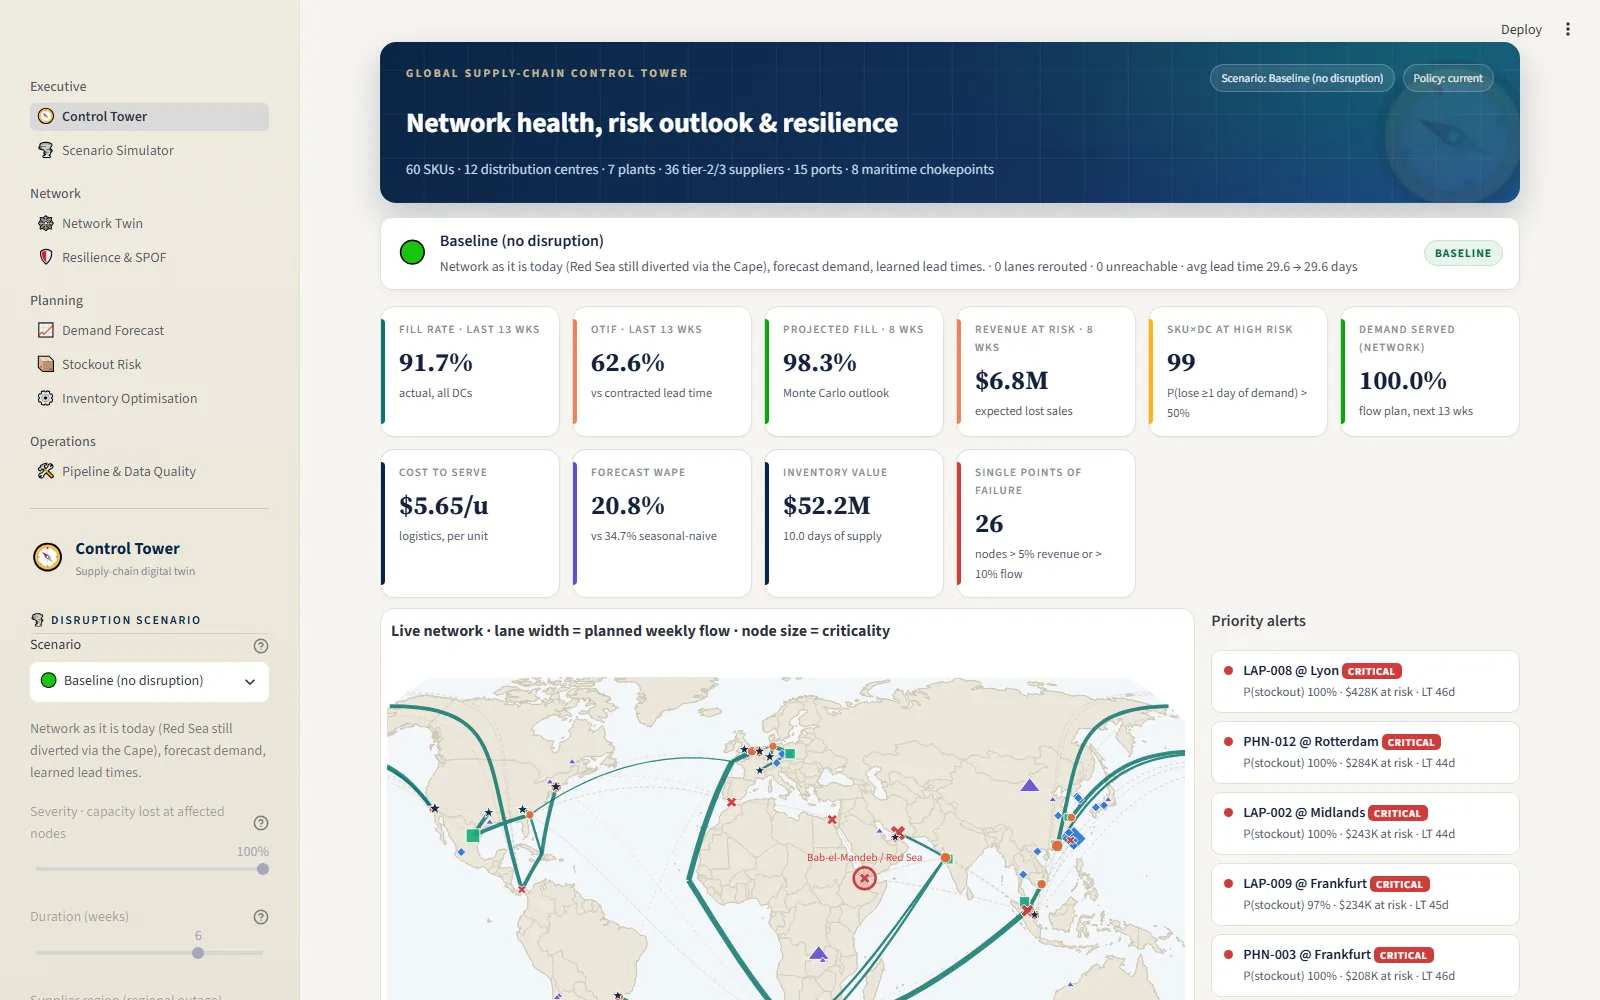 Deploy
Executive
Control Tower
Scenario Simulator
Network
Network Twin
Resilience & SPOF
Planning
Demand Forecast
Stockout Risk
Inventory Optimisation
Operations
Pipeline & Data Quality
Control Tower
Supply-chain digital twin
DISRUPTION SCENARIO
Scenario
Baseline (no disruption)
Network as it is today (Red Sea still
diverted via the Cape), forecast demand,
learned lead times.
Severity · capacity lost at affected
nodes
100%
Duration (weeks)
6
Supplier region (regional outage)
GLOBAL SUPPLY-CHAIN CONTROL TOWER
Scenario: Baseline (no disruption)
Policy: current
Network health, risk outlook & resilience
60 SKUs · 12 distribution centres · 7 plants · 36 tier-2/3 suppliers · 15 ports · 8 maritime chokepoints
Baseline (no disruption)
Network as it is today (Red Sea still diverted via the Cape), forecast demand, learned lead times. · 0 lanes rerouted · 0 unreachable · avg lead time 29.6 → 29.6 days
BASELINE
FILL RATE · LAST 13 WKS
91.7%
actual, all DCs
OTIF · LAST 13 WKS
62.6%
vs contracted lead time
PROJECTED FILL · 8 WKS
98.3%
Monte Carlo outlook
REVENUE AT RISK · 8
WKS
$6.8M
expected lost sales
SKU×DC AT HIGH RISK
99
P(lose ≥1 day of demand) >
50%
DEMAND SERVED
(NETWORK)
100.0%
flow plan, next 13 wks
COST TO SERVE
$5.65/u
logistics, per unit
FORECAST WAPE
20.8%
vs 34.7% seasonal-naive
INVENTORY VALUE
$52.2M
10.0 days of supply
SINGLE POINTS OF
FAILURE
26
nodes > 5% revenue or >
10% flow
Live network · lane width = planned weekly flow · node size = criticality
Bab-el-Mandeb / Red Sea
Priority alerts
LAP-008 @ Lyon CRITICAL
P(stockout) 100% · $428K at risk · LT 46d
PHN-012 @ Rotterdam CRITICAL
P(stockout) 100% · $284K at risk · LT 44d
LAP-002 @ Midlands CRITICAL
P(stockout) 100% · $243K at risk · LT 44d
LAP-009 @ Frankfurt CRITICAL
P(stockout) 97% · $234K at risk · LT 45d
PHN-003 @ Frankfurt CRITICAL
P(stockout) 100% · $208K at risk · LT 46d